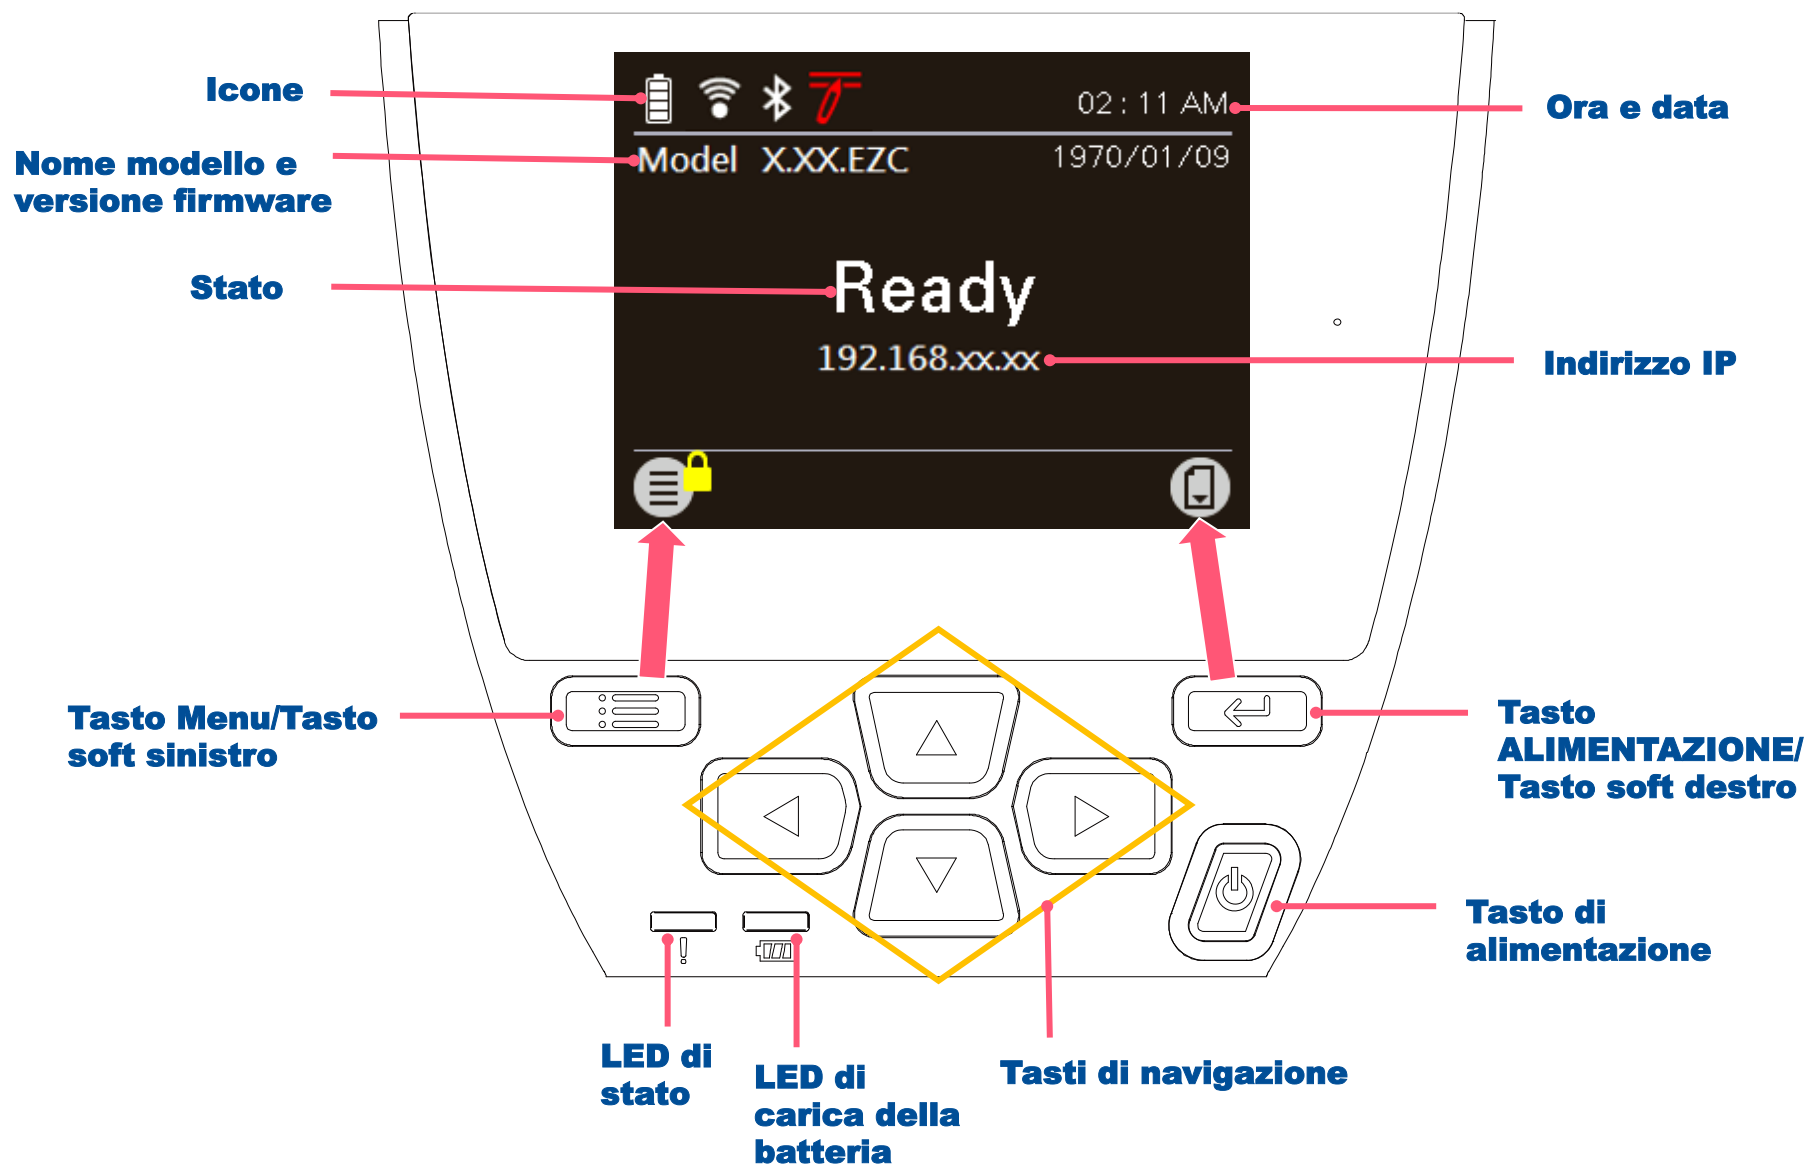 Icone
02 : 11 AM
Ora e data
Nome modello e
versione firmware
Model X.XX.EZC
1970/01/09
Stato
Ready
192.168.xx.xx
Indirizzo IP
Tasto Menu/Tasto
soft sinistro
Tasto
ALIMENTAZIONE/
Tasto soft destro
Tasto di
alimentazione
!
LED di
stato
LED di
carica della
batteria
Tasti di navigazione